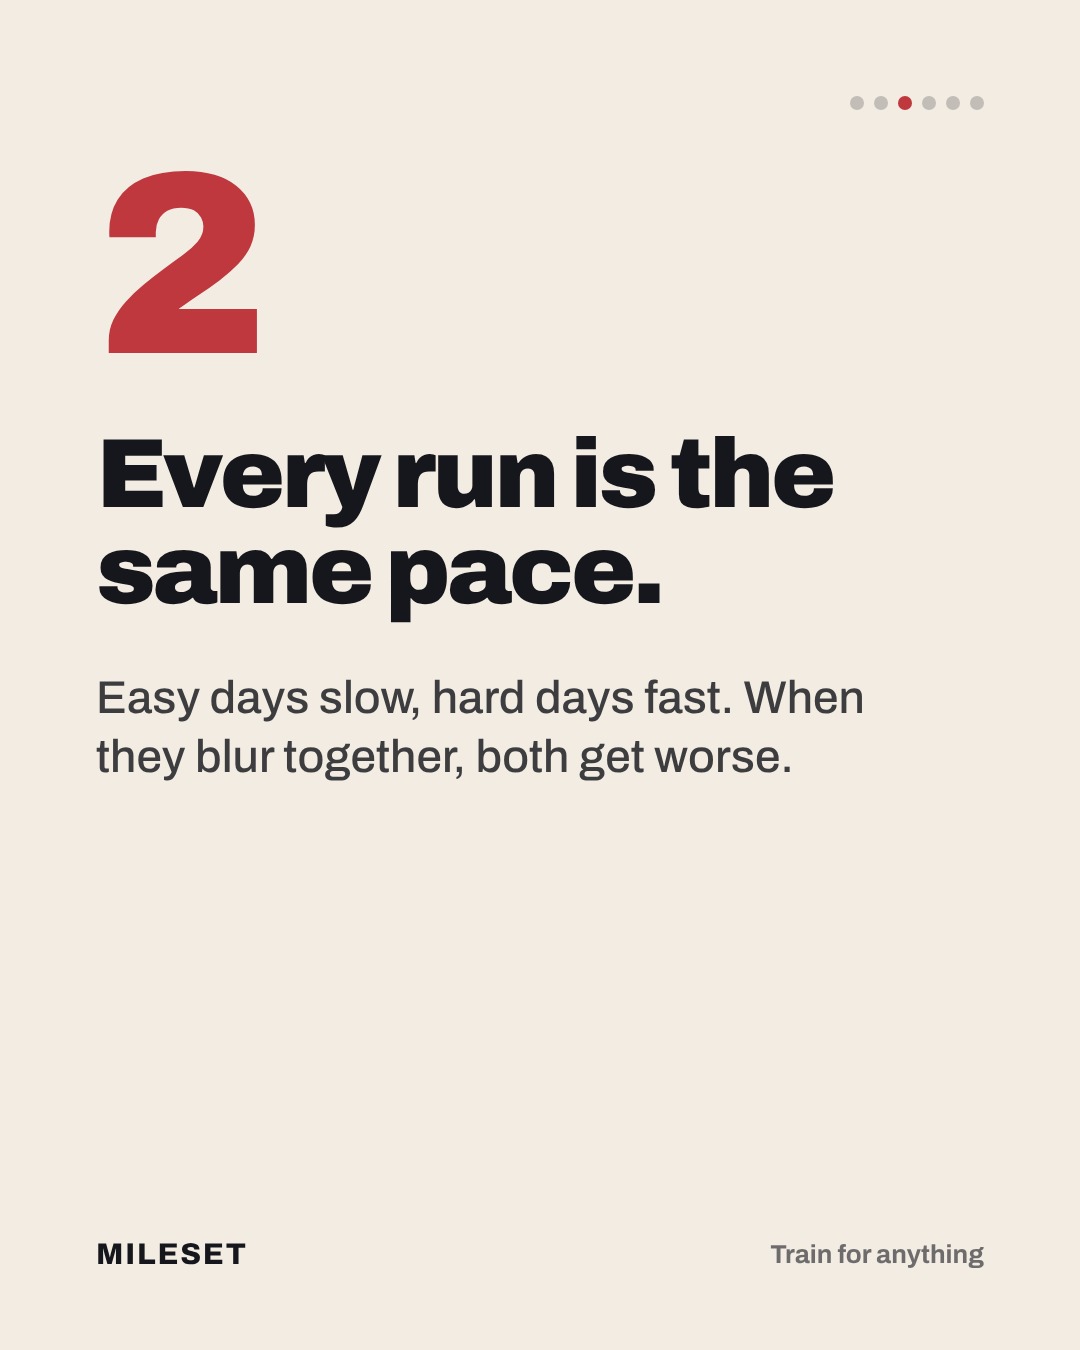 2
Every run is the
same pace.
Easy days slow, hard days fast. When
they blur together, both get worse.
MILESET
Train for anything